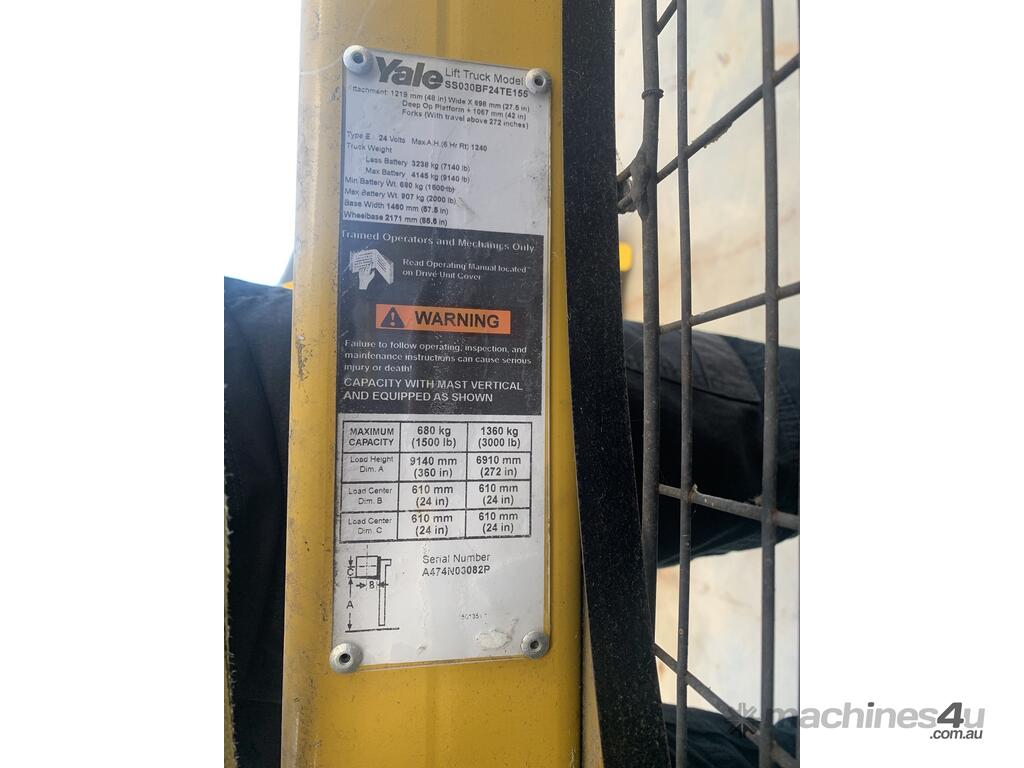 Yale Lift Truck Model
SS030BF24TE155
Attachment: 1219 mm (48 in) Wide X 698 mm (27.5 in)
Deep Op Platform + 1067 mm (42 in)
Forks (With travel above 272 inches)
Type E 24 Volts Max A.H.(6 Hr Rt) 1240
Truck Weight
Less Battery 3238 kg (7140 lb)
Max Battery 4145 kg (9140 lb)
Min Battery Wt. 680 kg (1500 lb)
Max Battery Wt. 907 kg (2000 lb)
Base Width 1460 mm (57.5 in)
Wheelbase 2171 mm (85.5 in)
Trained Operators and Mechanics Only
Read Operating Manual located
on Drive Unit Cover
WARNING
Failure to follow operating, inspection, and
maintenance instructions can cause serious
injury or death!
CAPACITY WITH MAST VERTICAL
AND EQUIPPED AS SHOWN
MAXIMUM CAPACITY 680 kg (1500 lb) 1360 kg (3000 lb)
Load Height Dim. A 9140 mm (360 in) 6910 mm (272 in)
Load Center Dim. B 610 mm (24 in) 610 mm (24 in)
Load Center Dim. C 610 mm (24 in) 610 mm (24 in)
C
B
A
Serial Number
A474N03082P
machines4u
.com.au